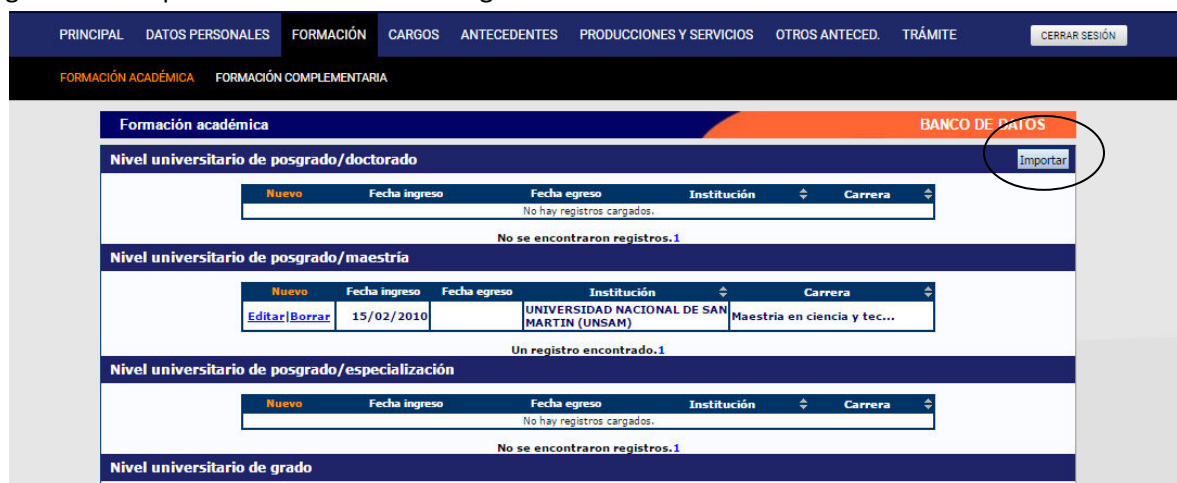 PRINCIPAL DATOS PERSONALES FORMACIÓN CARGOS ANTECEDENTES PRODUCCIONES Y SERVICIOS OTROS ANTECED. TRÁMITE CERRAR SESIÓN
FORMACIÓN ACADÉMICA FORMACIÓN COMPLEMENTARIA
Formación académica BANCO DE DATOS
Nivel universitario de posgrado/doctorado Importar
Nuevo Fecha ingreso Fecha egreso Institución Carrera
No hay registros cargados.
No se encontraron registros.1
Nivel universitario de posgrado/maestría
Nuevo Fecha ingreso Fecha egreso Institución Carrera
Editar|Borrar 15/02/2010 UNIVERSIDAD NACIONAL DE SAN MARTIN (UNSAM) Maestria en ciencia y tec...
Un registro encontrado.1
Nivel universitario de posgrado/especialización
Nuevo Fecha ingreso Fecha egreso Institución Carrera
No hay registros cargados.
No se encontraron registros.1
Nivel universitario de grado